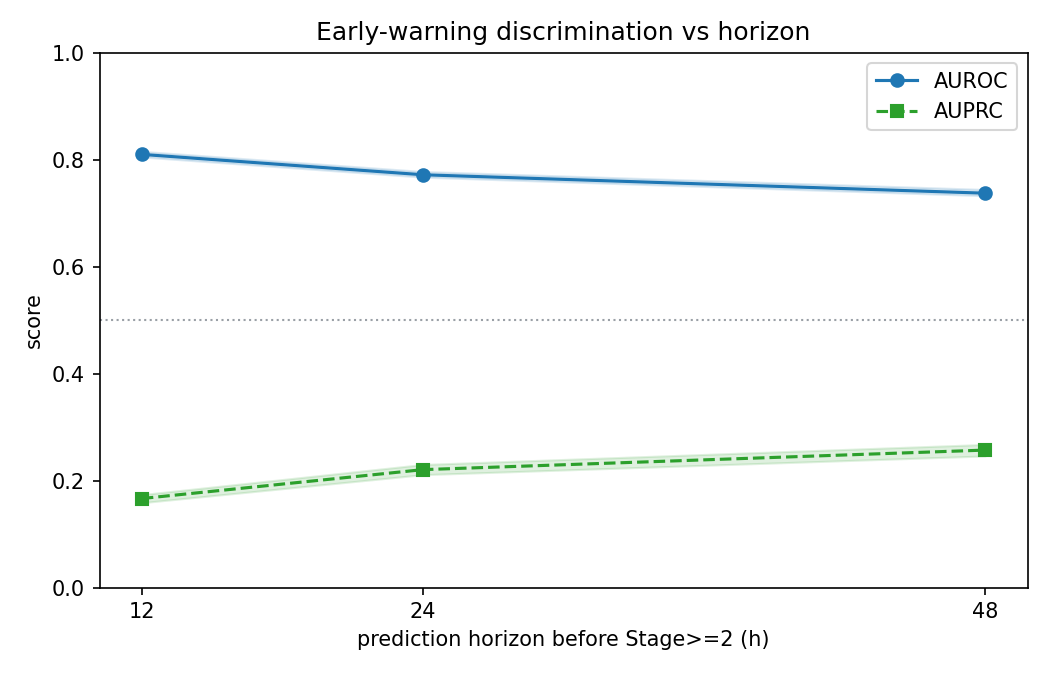 Early-warning discrimination vs horizon
1.0
0.8
0.6
0.4
0.2
0.0
score
AUROC
AUPRC
12
24
48
prediction horizon before Stage>=2 (h)